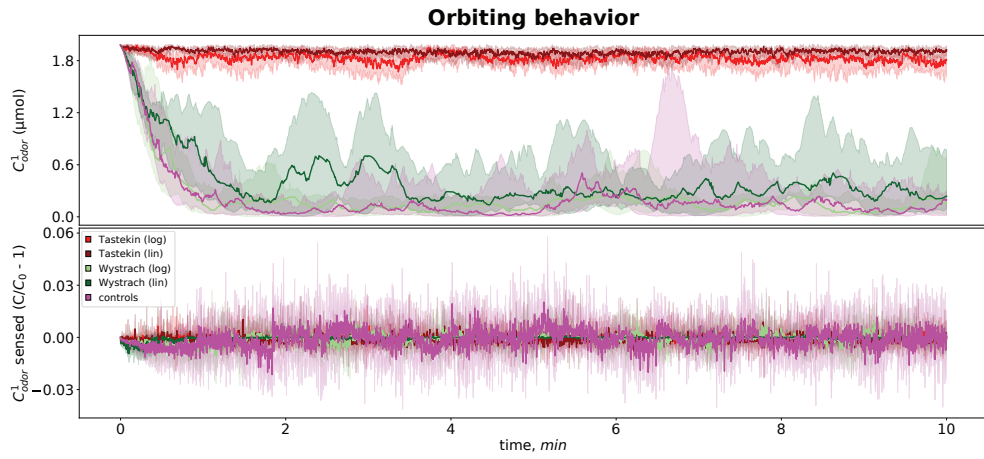 Orbiting behavior
C¹odor (µmol)
1.8
1.2
0.6
0.0
C¹odor sensed (C/C₀ - 1)
0.06
0.03
0.00
−0.03
Tastekin (log)
Tastekin (lin)
Wystrach (log)
Wystrach (lin)
controls
0 2 4 6 8 10
time, min